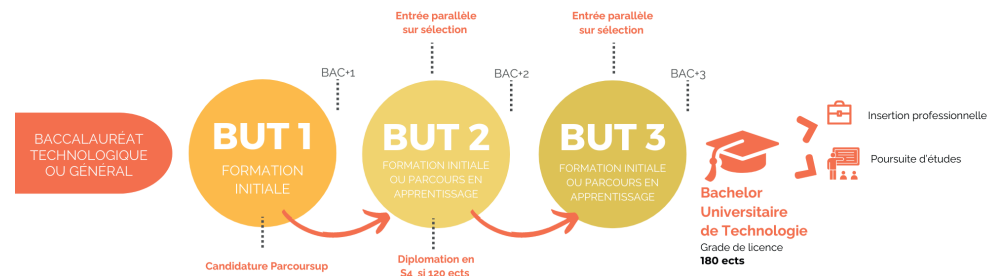 Entrée parallèle
sur sélection
Entrée parallèle
sur sélection
BAC+1
BAC+2
BAC+3
BACCALAURÉAT
TECHNOLOGIQUE
OU GÉNÉRAL
BUT 1
FORMATION
INITIALE
BUT 2
FORMATION INITIALE
OU PARCOURS EN
APPRENTISSAGE
BUT 3
FORMATION INITIALE
OU PARCOURS EN
APPRENTISSAGE
Insertion professionnelle
Poursuite d'études
Bachelor
Universitaire
de Technologie
Grade de licence
180 ects
Candidature Parcoursup
Diplomation en
S4 si 120 ects